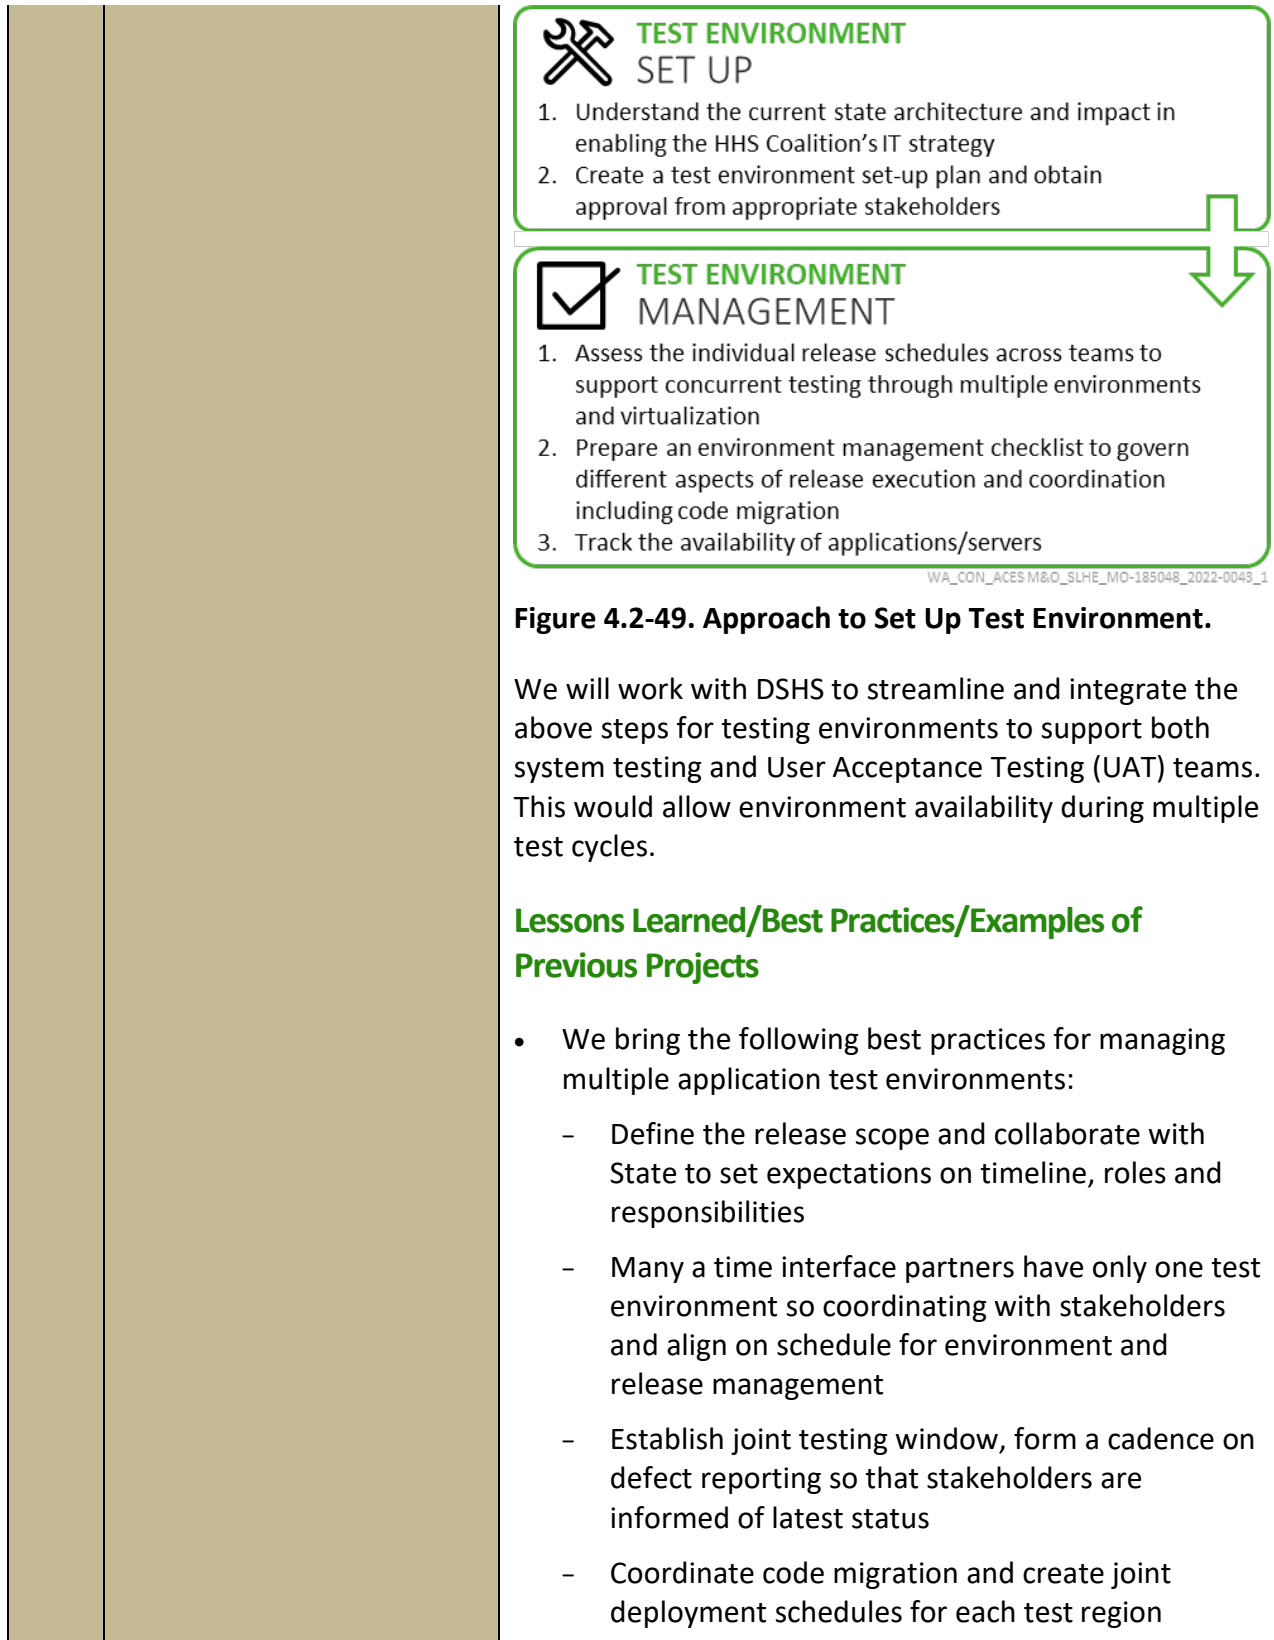 TEST ENVIRONMENT
SET UP
1. Understand the current state architecture and impact in
enabling the HHS Coalition's IT strategy
2. Create a test environment set-up plan and obtain
approval from appropriate stakeholders
TEST ENVIRONMENT
MANAGEMENT
1. Assess the individual release schedules across teams to
support concurrent testing through multiple environments
and virtualization
2. Prepare an environment management checklist to govern
different aspects of release execution and coordination
including code migration
3. Track the availability of applications/servers
WA_CON_ACES M&O_SLHE_MO-185048_2022-0043_1
Figure 4.2-49. Approach to Set Up Test Environment.
We will work with DSHS to streamline and integrate the
above steps for testing environments to support both
system testing and User Acceptance Testing (UAT) teams.
This would allow environment availability during multiple
test cycles.
Lessons Learned/Best Practices/Examples of
Previous Projects
• We bring the following best practices for managing
multiple application test environments:
– Define the release scope and collaborate with
State to set expectations on timeline, roles and
responsibilities
– Many a time interface partners have only one test
environment so coordinating with stakeholders
and align on schedule for environment and
release management
– Establish joint testing window, form a cadence on
defect reporting so that stakeholders are
informed of latest status
– Coordinate code migration and create joint
deployment schedules for each test region